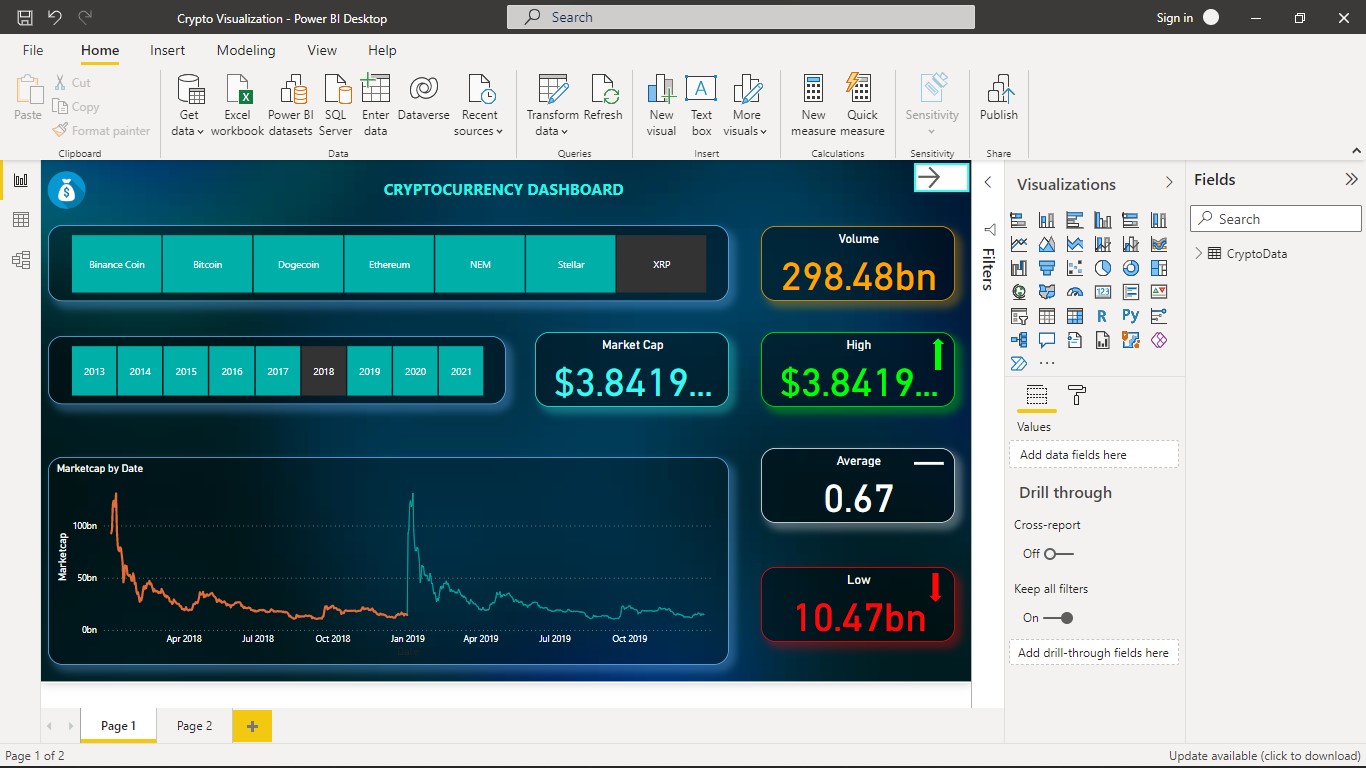 Crypto Visualization - Power BI Desktop
Search
Sign in
File Home Insert Modeling View Help
Paste
Cut
Copy
Format painter
Clipboard
Get data
Excel workbook
Power BI datasets
SQL Server
Enter data
Dataverse
Recent sources
Data
Transform data
Refresh
Queries
New visual
Text box
More visuals
Insert
New measure
Quick measure
Calculations
Sensitivity
Sensitivity
Publish
Share
CRYPTOCURRENCY DASHBOARD
Binance Coin Bitcoin Dogecoin Ethereum NEM Stellar XRP
Volume
298.48bn
2013 2014 2015 2016 2017 2018 2019 2020 2021
Market Cap
$3.8419...
High
$3.8419...
Average
0.67
Low
10.47bn
Marketcap by Date
Marketcap
100bn
50bn
0bn
Apr 2018 Jul 2018 Oct 2018 Jan 2019 Apr 2019 Jul 2019 Oct 2019
Date
Filters
Visualizations
123
R
Py
...
Values
Add data fields here
Drill through
Cross-report
Off
Keep all filters
On
Add drill-through fields here
Fields
Search
CryptoData
Page 1
Page 2
Page 1 of 2
Update available (click to download)